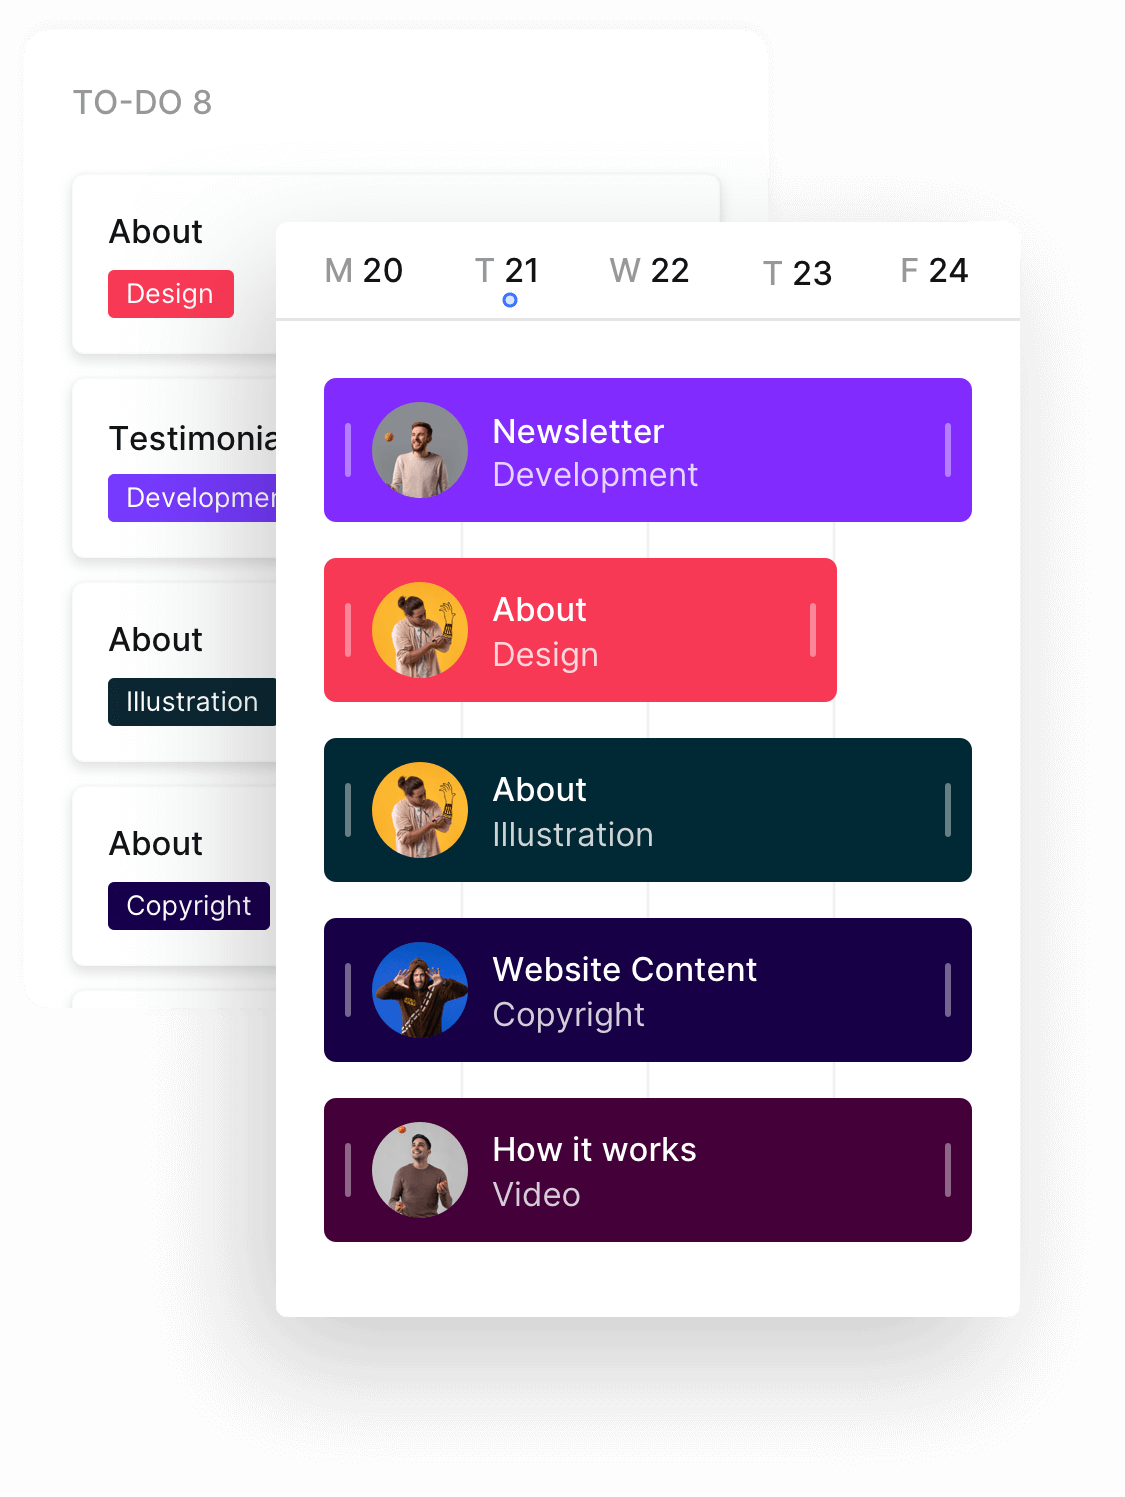 TO-DO 8
About
Design
Testimonia
Developmen
About
Illustration
About
Copyright
M 20 T 21 W 22 T 23 F 24
Newsletter
Development
About
Design
About
Illustration
Website Content
Copyright
How it works
Video